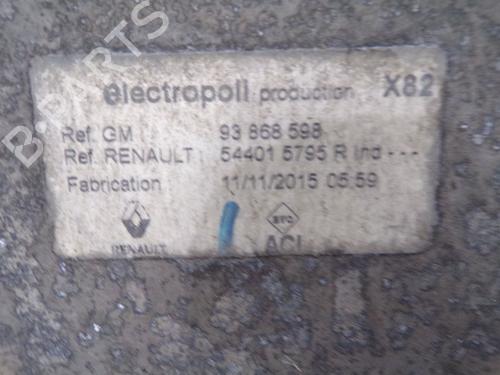 electropoli production X82
Ref. GM : 93 868 598
Ref. RENAULT : 54401 5795 R Ind - - -
Fabrication : 11/11/2015 05:59
RENAULT
ACI
B-PARTS